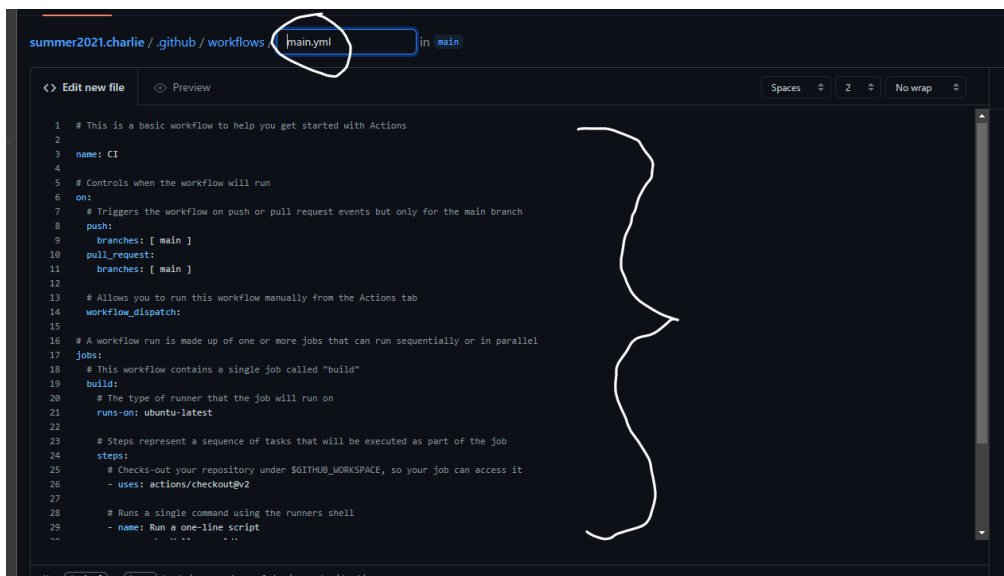 summer2021.charlie / .github / workflows / main.yml in main
<> Edit new file Preview Spaces 2 No wrap
1 # This is a basic workflow to help you get started with Actions
2
3 name: CI
4
5 # Controls when the workflow will run
6 on:
7 # Triggers the workflow on push or pull request events but only for the main branch
8 push:
9 branches: [ main ]
10 pull_request:
11 branches: [ main ]
12
13 # Allows you to run this workflow manually from the Actions tab
14 workflow_dispatch:
15
16 # A workflow run is made up of one or more jobs that can run sequentially or in parallel
17 jobs:
18 # This workflow contains a single job called "build"
19 build:
20 # The type of runner that the job will run on
21 runs-on: ubuntu-latest
22
23 # Steps represent a sequence of tasks that will be executed as part of the job
24 steps:
25 # Checks-out your repository under $GITHUB_WORKSPACE, so your job can access it
26 - uses: actions/checkout@v2
27
28 # Runs a single command using the runners shell
29 - name: Run a one-line script